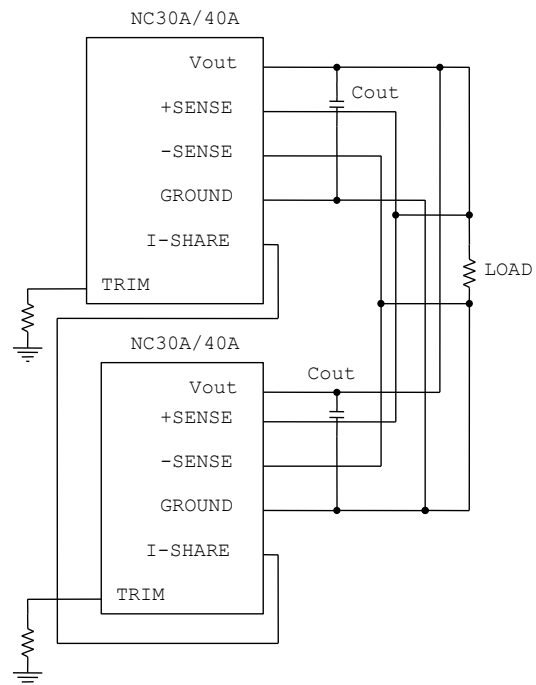 NC30A/40A
Vout
Cout
+SENSE
-SENSE
GROUND
I-SHARE
LOAD
TRIM
NC30A/40A
Cout
Vout
+SENSE
-SENSE
GROUND
I-SHARE
TRIM